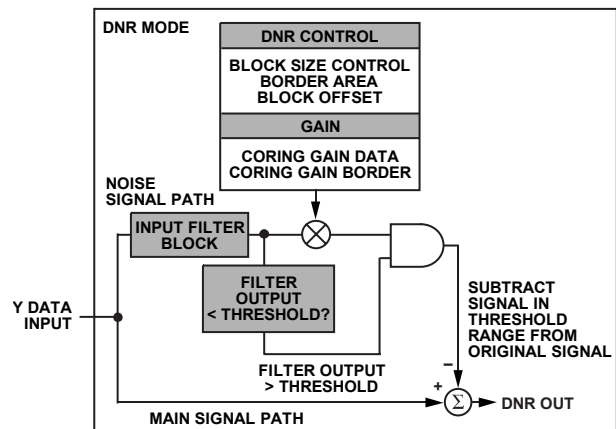 DNR MODE
DNR CONTROL
BLOCK SIZE CONTROL
BORDER AREA
BLOCK OFFSET
GAIN
CORING GAIN DATA
CORING GAIN BORDER
NOISE
SIGNAL PATH
INPUT FILTER
BLOCK
FILTER
OUTPUT
< THRESHOLD?
Y DATA
INPUT
FILTER OUTPUT
> THRESHOLD
SUBTRACT
SIGNAL IN
THRESHOLD
RANGE FROM
ORIGINAL SIGNAL
–
+
Σ
DNR OUT
MAIN SIGNAL PATH